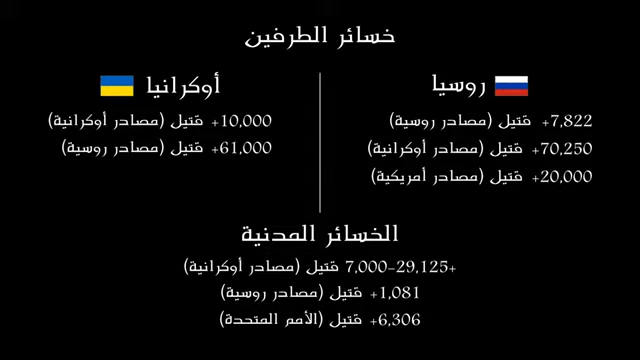 خسائر الطرفين
روسيا
+7,822 قتيل (مصادر روسية)
+70,250 قتيل (مصادر أوكرانية)
+20,000 قتيل (مصادر أمريكية)
أوكرانيا
+10,000 قتيل (مصادر أوكرانية)
+61,000 قتيل (مصادر روسية)
الخسائر المدنية
+7,000-29,125 قتيل (مصادر أوكرانية)
+1,081 قتيل (مصادر روسية)
+6,306 قتيل (الأمم المتحدة)